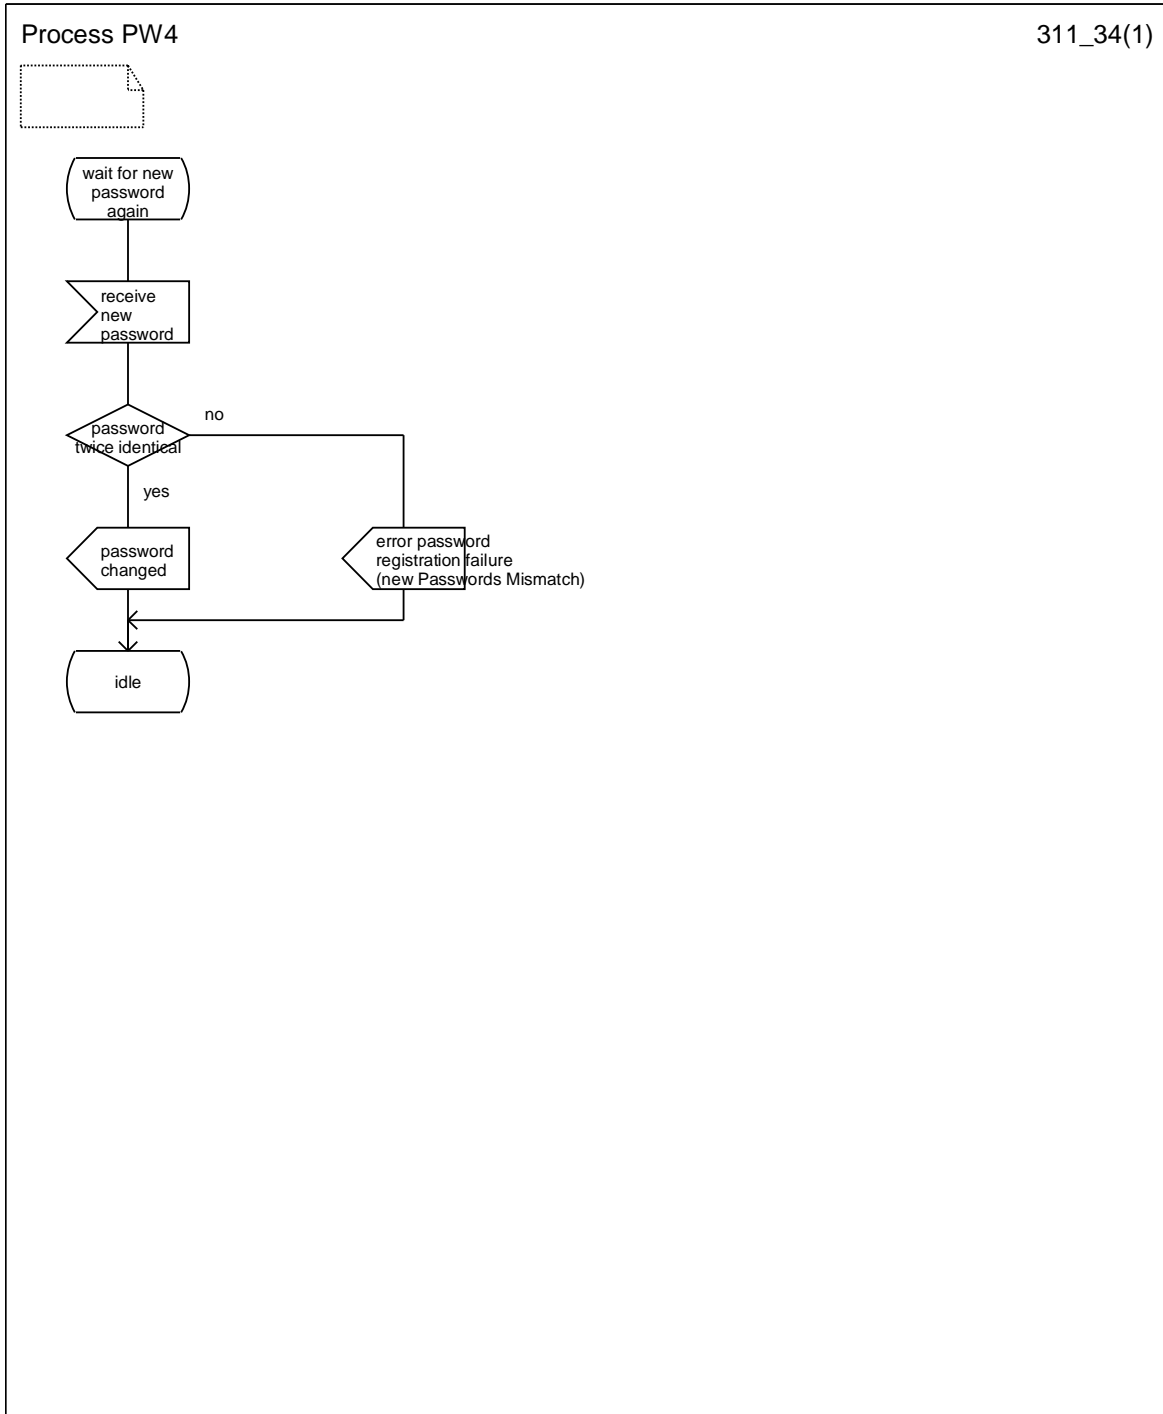 Process PW4
311_34(1)
wait for new
password
again
receive
new
password
password
twice identical
no
yes
password
changed
error password
registration failure
(new Passwords Mismatch)
idle